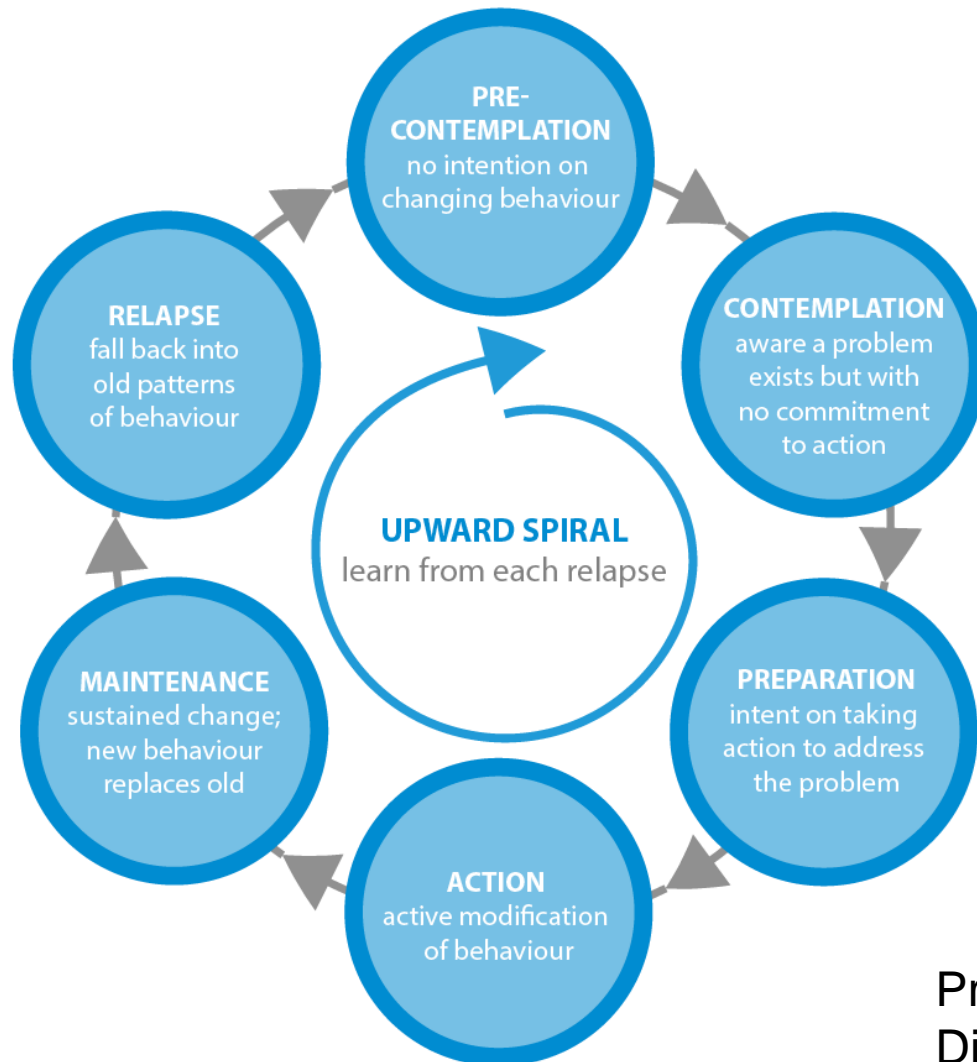 PRE-
CONTEMPLATION
no intention on
changing behaviour
CONTEMPLATION
aware a problem
exists but with
no commitment
to action
PREPARATION
intent on taking
action to address
the problem
ACTION
active modification
of behaviour
MAINTENANCE
sustained change;
new behaviour
replaces old
RELAPSE
fall back into
old patterns
of behaviour
UPWARD SPIRAL
learn from each relapse